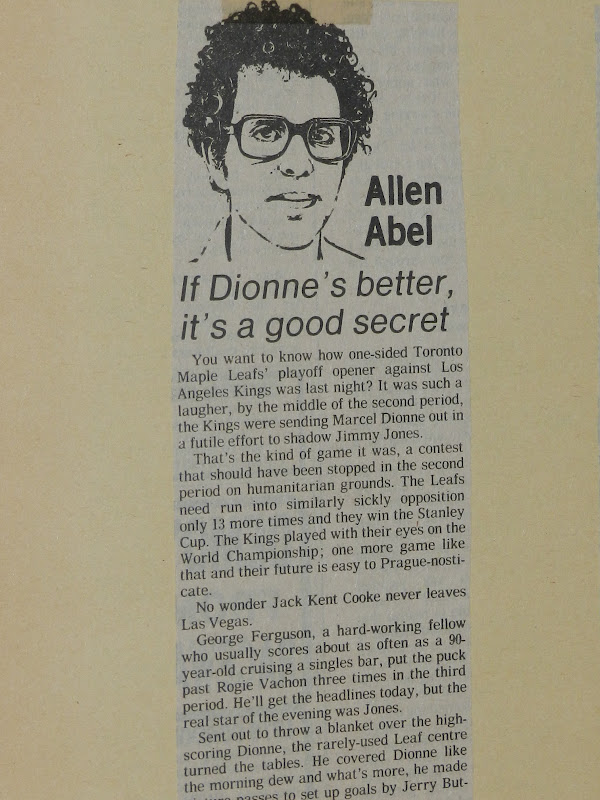 Allen
Abel
If Dionne's better,
it's a good secret
You want to know how one-sided Toronto
Maple Leafs' playoff opener against Los
Angeles Kings was last night? It was such a
laugher, by the middle of the second period,
the Kings were sending Marcel Dionne out in
a futile effort to shadow Jimmy Jones.
That's the kind of game it was, a contest
that should have been stopped in the second
period on humanitarian grounds. The Leafs
need run into similarly sickly opposition
only 13 more times and they win the Stanley
Cup. The Kings played with their eyes on the
World Championship; one more game like
that and their future is easy to Prague-nosti-
cate.
No wonder Jack Kent Cooke never leaves
Las Vegas.
George Ferguson, a hard-working fellow
who usually scores about as often as a 90-
year-old cruising a singles bar, put the puck
past Rogie Vachon three times in the third
period. He'll get the headlines today, but the
real star of the evening was Jones.
Sent out to throw a blanket over the high-
scoring Dionne, the rarely-used Leaf centre
turned the tables. He covered Dionne like
the morning dew and what's more, he made
passes to set up goals by Jerry But-